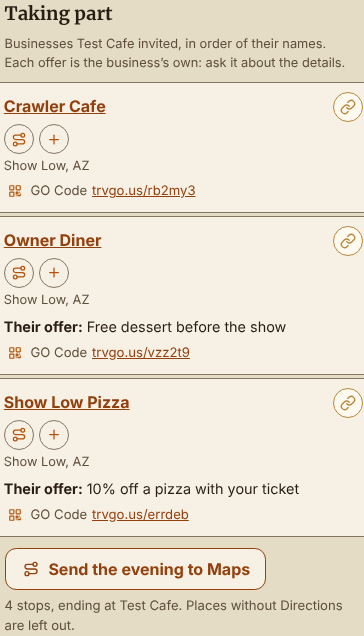 Taking part
Businesses Test Cafe invited, in order of their names.
Each offer is the business’s own: ask it about the details.
Crawler Cafe
Show Low, AZ
GO Code trvgo.us/rb2my3
Owner Diner
Show Low, AZ
Their offer: Free dessert before the show
GO Code trvgo.us/vzz2t9
Show Low Pizza
Show Low, AZ
Their offer: 10% off a pizza with your ticket
GO Code trvgo.us/errdeb
Send the evening to Maps
4 stops, ending at Test Cafe. Places without Directions
are left out.